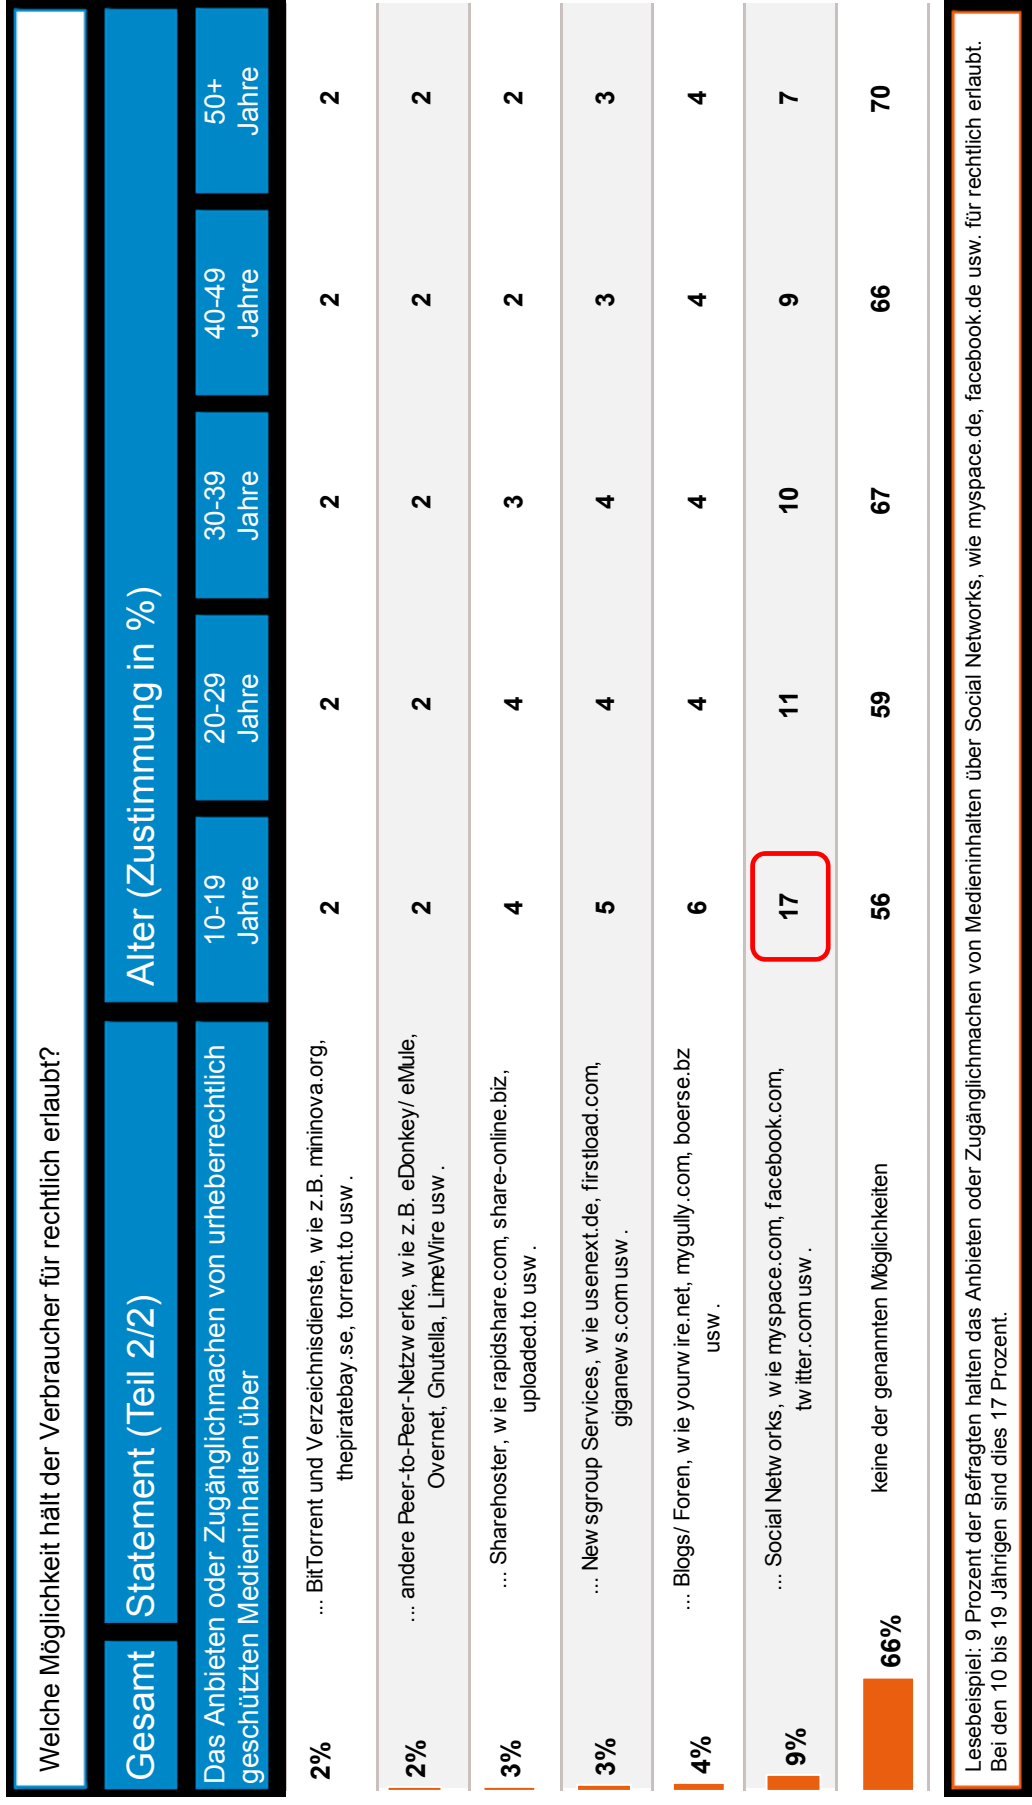 Welche Möglichkeit hält der Verbraucher für rechtlich erlaubt?
Gesamt Statement (Teil 2/2) Alter (Zustimmung in %)
Das Anbieten oder Zugänglichmachen von urheberrechtlich
geschützten Medieninhalten über
10-19
Jahre
20-29
Jahre
30-39
Jahre
40-49
Jahre
50+
Jahre
2%
... BitTorrent und Verzeichnisdienste, wie z.B. mininova.org,
thepiratebay.se, torrent.to usw.
2 2 2 2 2
2%
... andere Peer-to-Peer-Netzwerke, wie z.B. eDonkey/ eMule,
Overnet, Gnutella, LimeWire usw.
2 2 2 2 2
3%
... Sharehoster, wie rapidshare.com, share-online.biz,
uploaded.to usw.
4 4 3 2 2
3%
... Newsgroup Services, wie usenext.de, firstload.com,
giganews.com usw.
5 4 4 3 3
4%
... Blogs/ Foren, wie yourwire.net, mygully.com, boerse.bz
usw.
6 4 4 4 4
9%
... Social Networks, wie myspace.com, facebook.com,
twitter.com usw.
17 11 10 9 7
66%
keine der genannten Möglichkeiten
56 59 67 66 70
Lesebeispiel: 9 Prozent der Befragten halten das Anbieten oder Zugänglichmachen von Medieninhalten über Social Networks, wie myspace.de, facebook.de usw. für rechtlich erlaubt.
Bei den 10 bis 19 Jährigen sind dies 17 Prozent.